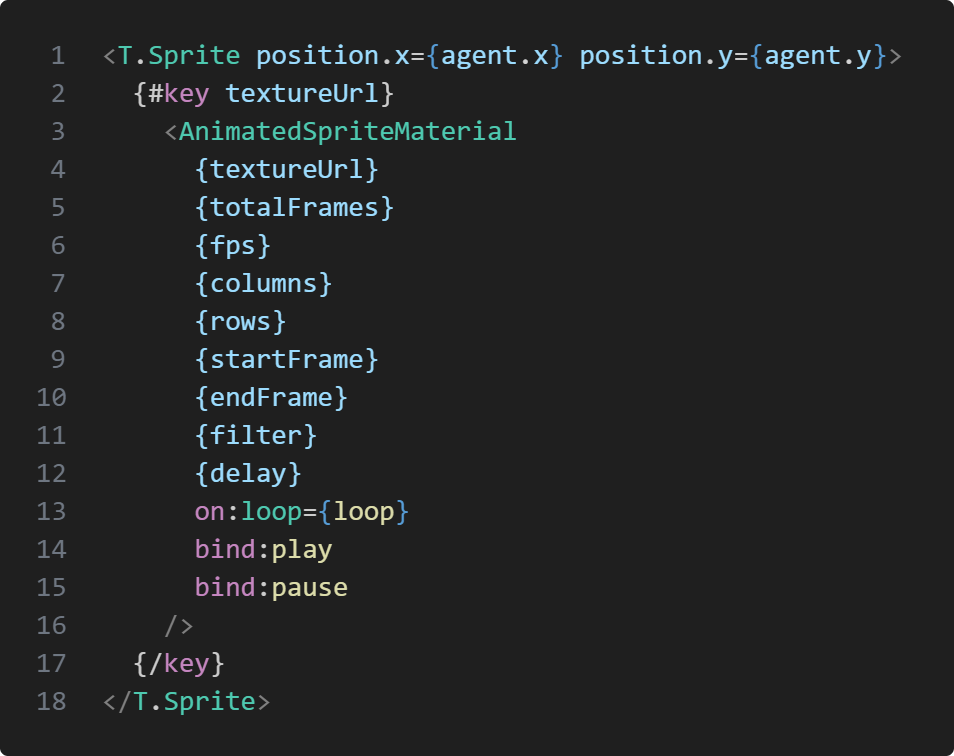 1 <T.Sprite position.x={agent.x} position.y={agent.y}>
2   {#key textureUrl}
3     <AnimatedSpriteMaterial
4       {textureUrl}
5       {totalFrames}
6       {fps}
7       {columns}
8       {rows}
9       {startFrame}
10       {endFrame}
11       {filter}
12       {delay}
13       on:loop={loop}
14       bind:play
15       bind:pause
16     />
17   {/key}
18 </T.Sprite>